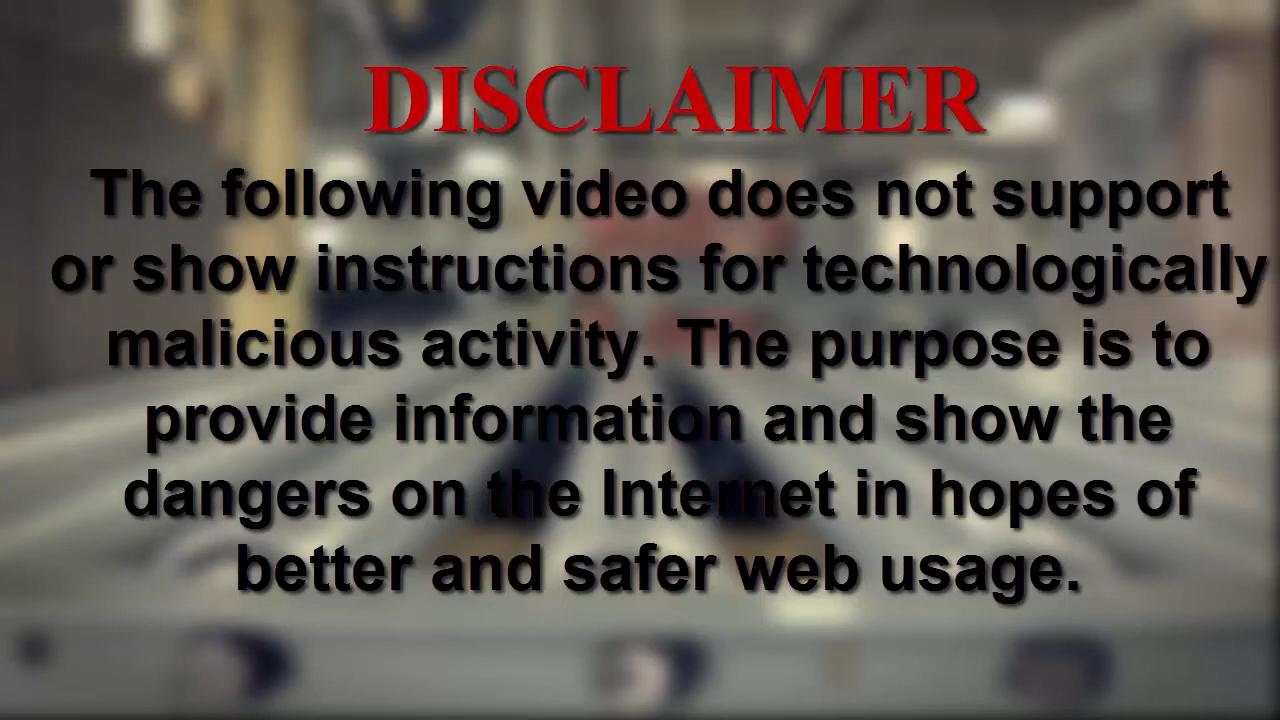 DISCLAIMER
The following video does not support
or show instructions for technologically
malicious activity. The purpose is to
provide information and show the
dangers on the Internet in hopes of
better and safer web usage.